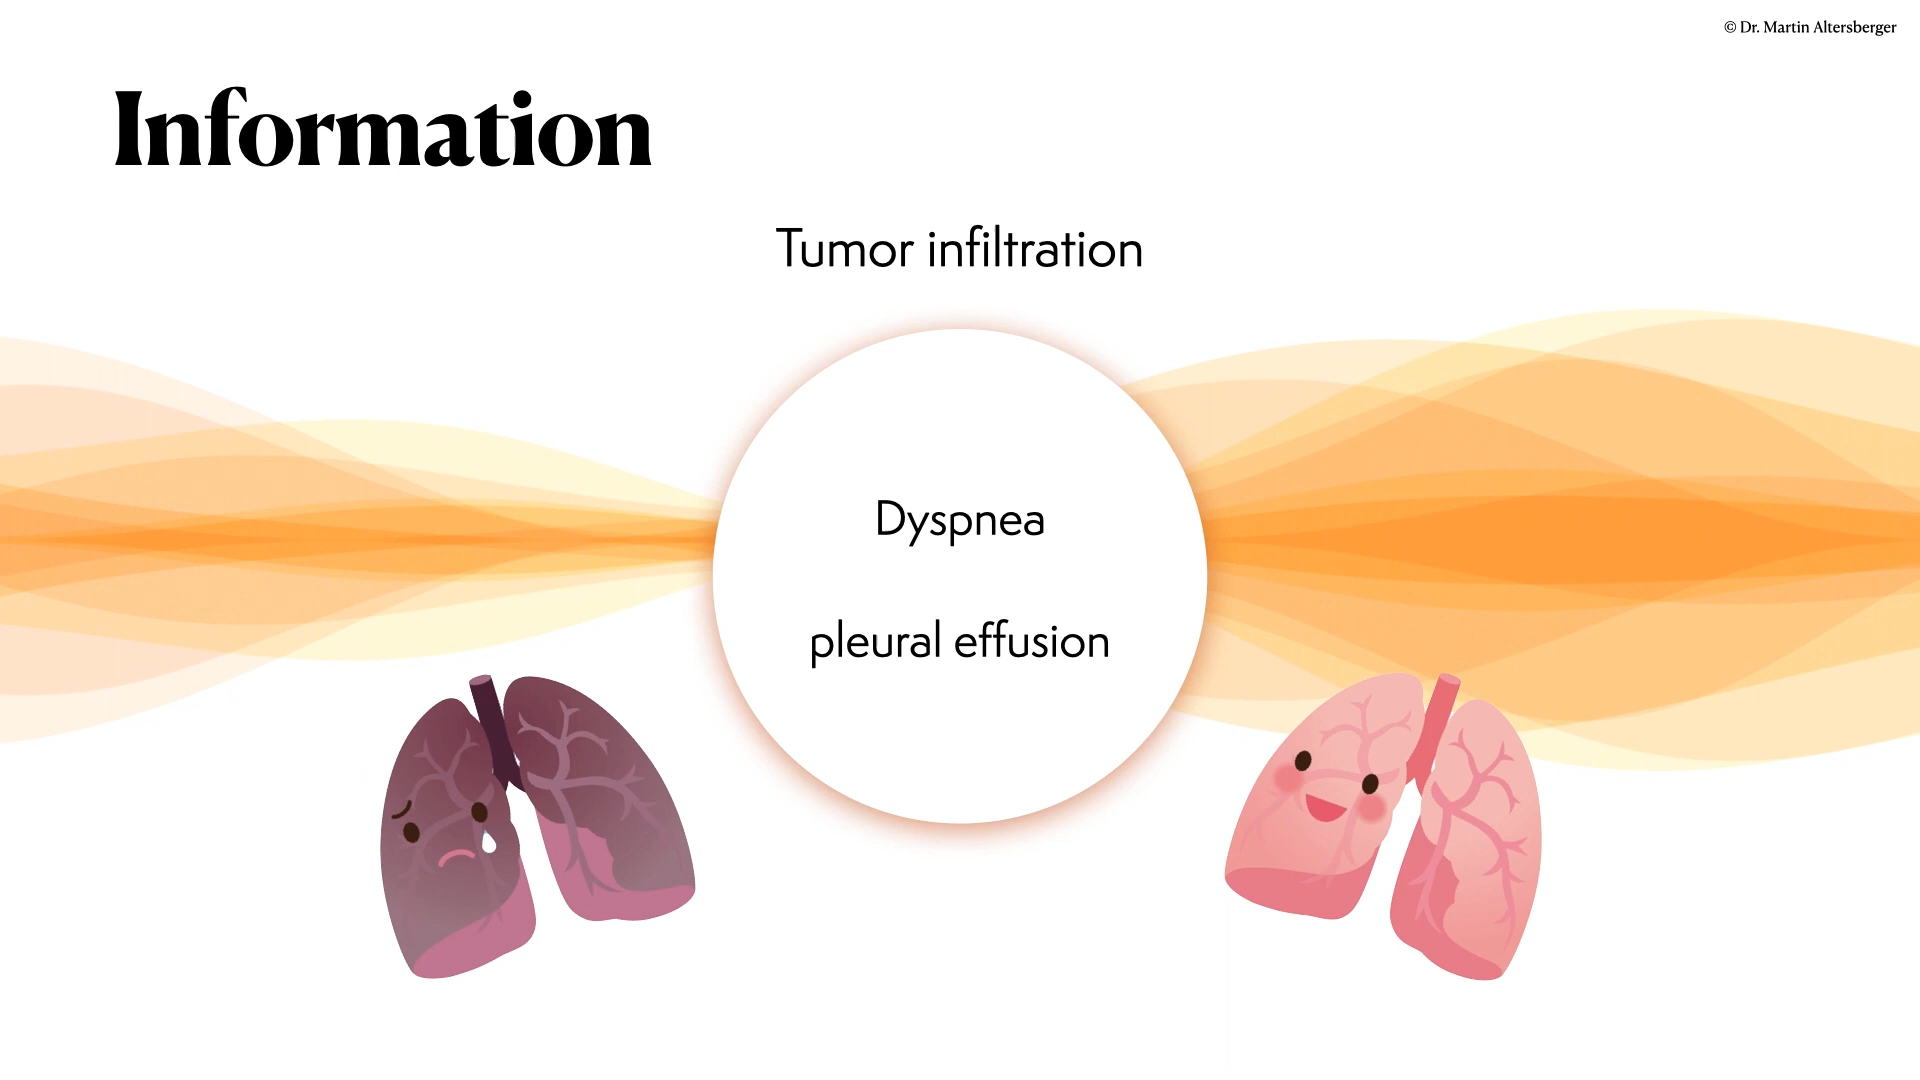 © Dr. Martin Altersberger
Information
Tumor infiltration
Dyspnea
pleural effusion